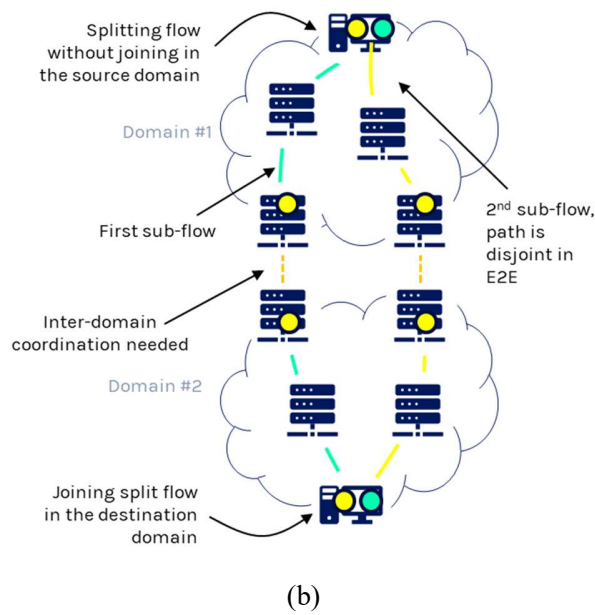 Splitting flow
without joining in
the source domain
Domain #1
First sub-flow
2nd sub-flow,
path is
disjoint in
E2E
Inter-domain
coordination needed
Domain #2
Joining split flow
in the destination
domain
(b)